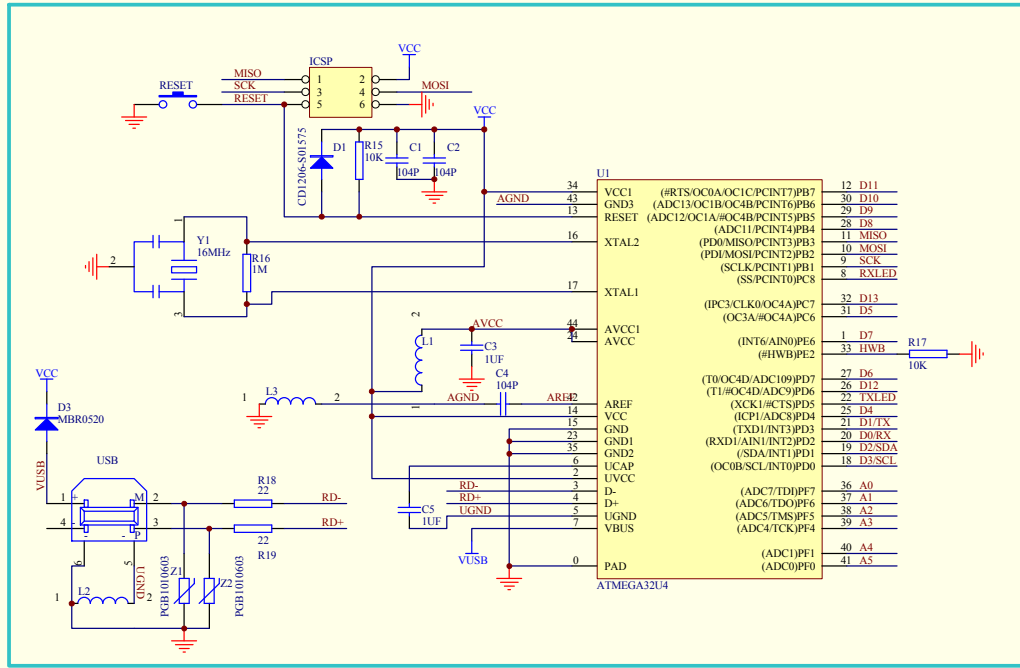 ICSP
VCC
MISO
1
2
SCK
3
4
MOSI
RESET
RESET
5
6
VCC
CD1206-S01575
D1
R15
10K
C1
104P
C2
104P
1
Y1
16MHz
2
R16
1M
3
2
L1
1
AVCC
C3
1UF
C4
104P
L3
1
2
AGND
AREF
VCC
D3
MBR0520
VUSB
USB
1
+
M
2
4
-
3
-
-
P
6
5
UGND
L2
1
2
R18
22
RD-
RD+
22
R19
Z1
PGB1010603
Z2
PGB1010603
RD-
RD+
UGND
C5
1UF
VUSB
AGND
U1
34
VCC1
(#RTS/OC0A/OC1C/PCINT7)PB7
12
D11
43
GND3
(ADC13/OC1B/OC4B/PCINT6)PB6
30
D10
13
RESET
(ADC12/OC1A/#OC4B/PCINT5)PB5
29
D9
(ADC11/PCINT4)PB4
28
D8
16
XTAL2
(PD0/MISO/PCINT3)PB3
11
MISO
(PDI/MOSI/PCINT2)PB2
10
MOSI
(SCLK/PCINT1)PB1
9
SCK
(SS/PCINT0)PC8
8
RXLED
17
XTAL1
(IPC3/CLK0/OC4A)PC7
32
D13
(OC3A/#OC4A)PC6
31
D5
44
AVCC1
24
AVCC
(INT6/AIN0)PE6
1
D7
(#HWB)PE2
33
HWB
R17
10K
(T0/OC4D/ADC109)PD7
27
D6
(T1/#OC4D/ADC9)PD6
26
D12
42
AREF
(XCK1/#CTS)PD5
22
TXLED
14
VCC
(ICP1/ADC8)PD4
25
D4
15
GND
(TXD1/INT3)PD3
21
D1/TX
23
GND1
(RXD1/AIN1/INT2)PD2
20
D0/RX
35
GND2
(/SDA/INT1)PD1
19
D2/SDA
6
UCAP
(OC0B/SCL/INT0)PD0
18
D3/SCL
2
UVCC
3
D-
(ADC7/TDI)PF7
36
A0
4
D+
(ADC6/TDO)PF6
37
A1
5
UGND
(ADC5/TMS)PF5
38
A2
7
VBUS
(ADC4/TCK)PF4
39
A3
(ADC1)PF1
40
A4
0
PAD
(ADC0)PF0
41
A5
ATMEGA32U4